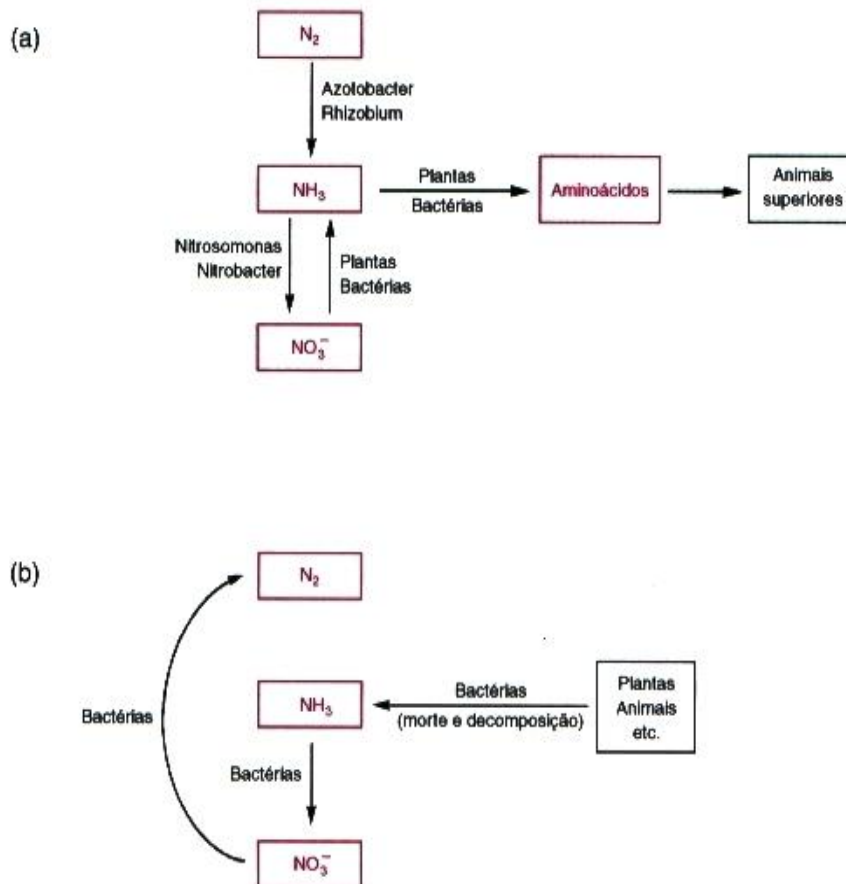 (a)
N₂
Azotobacter
Rhizobium
NH₃
Plantas
Bactérias
Aminoácidos
Animais
superiores
Nitrosomonas
Nitrobacter
Plantas
Bactérias
NO₃⁻
(b)
N₂
Bactérias
NH₃
Bactérias
(morte e decomposição)
Plantas
Animais
etc.
Bactérias
NO₃⁻